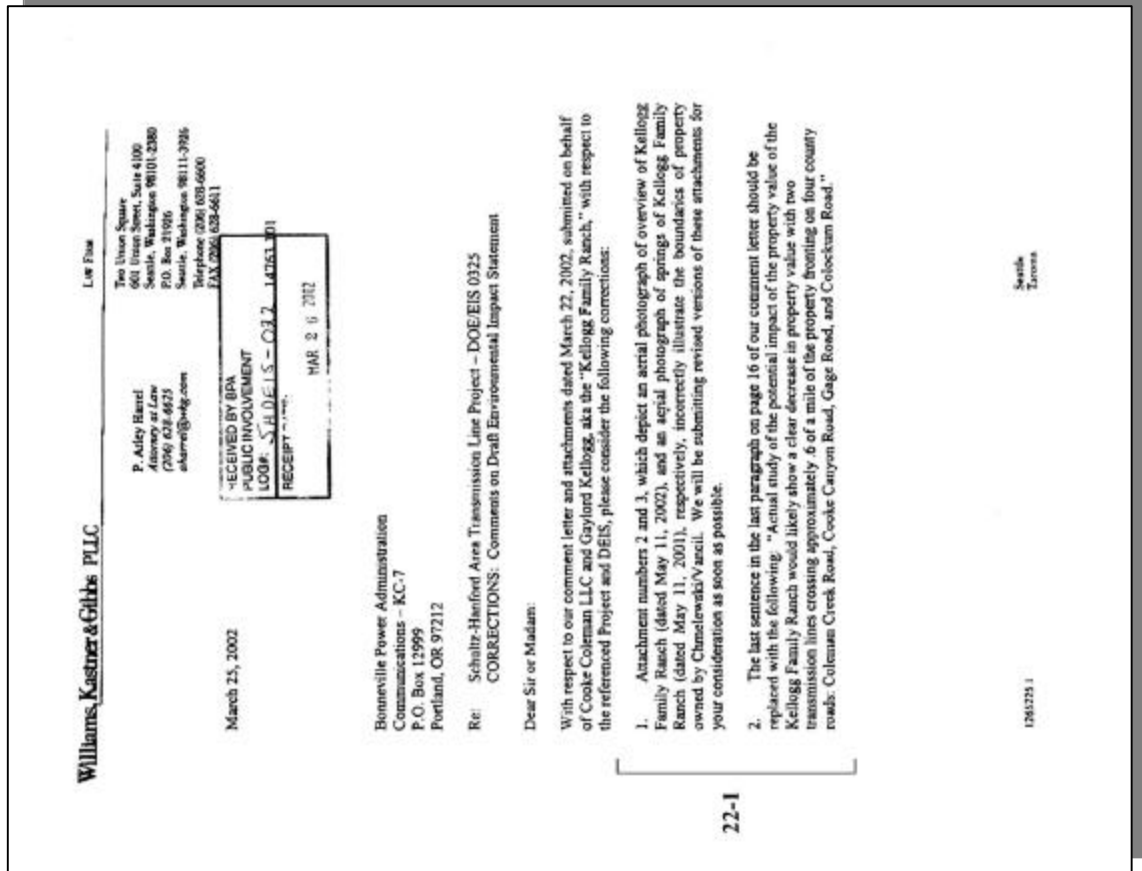 Williams, Kastner & Gibbs PLLC
LAW FIRM
Two Union Square
601 Union Street, Suite 4100
Seattle, Washington 98101-2380
P.O. Box 21926
Seattle, Washington 98111-3926
Telephone (206) 628-6600
FAX (206) 628-6611
P. Arley Harrel
Attorney at Law
(206) 628-6625
aharrel@wkg.com
March 25, 2002
RECEIVED BY BPA
PUBLIC INVOLVEMENT
LOG#: SHDEIS-022
14763.101
RECEIPT DATE:
MAR 26 2002
Bonneville Power Administration
Communications – KC-7
P.O. Box 12999
Portland, OR 97212
Re: Schultz-Hanford Area Transmission Line Project – DOE/EIS 0325
CORRECTIONS: Comments on Draft Environmental Impact Statement
Dear Sir or Madam:
With respect to our comment letter and attachments dated March 22, 2002, submitted on behalf
of Cooke Coleman LLC and Gaylord Kellogg, aka the "Kellogg Family Ranch," with respect to
the referenced Project and DEIS, please consider the following corrections:
22-1
1. Attachment numbers 2 and 3, which depict an aerial photograph of overview of Kellogg
Family Ranch (dated May 11, 2002), and an aerial photograph of springs of Kellogg Family
Ranch (dated May 11, 2001), respectively, incorrectly illustrate the boundaries of property
owned by Chmelewski/Vancil. We will be submitting revised versions of these attachments for
your consideration as soon as possible.
2. The last sentence in the last paragraph on page 16 of our comment letter should be
replaced with the following: "Actual study of the potential impact of the property value of the
Kellogg Family Ranch would likely show a clear decrease in property value with two
transmission lines crossing approximately .6 of a mile of the property fronting on four county
roads: Coleman Creek Road, Cooke Canyon Road, Gage Road, and Colockum Road."
1265225.1
Seattle
Tacoma